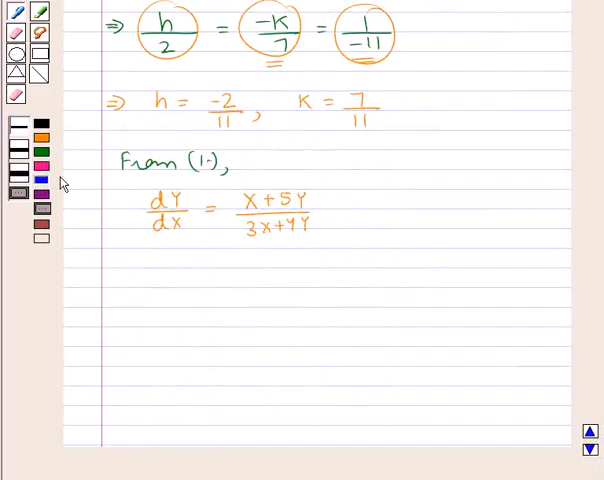 ⇒ h/2 = -K/7 = 1/-11
⇒ h = -2/11, K = 7/11
From (1),
dY/dX = X+5Y/3X+4Y